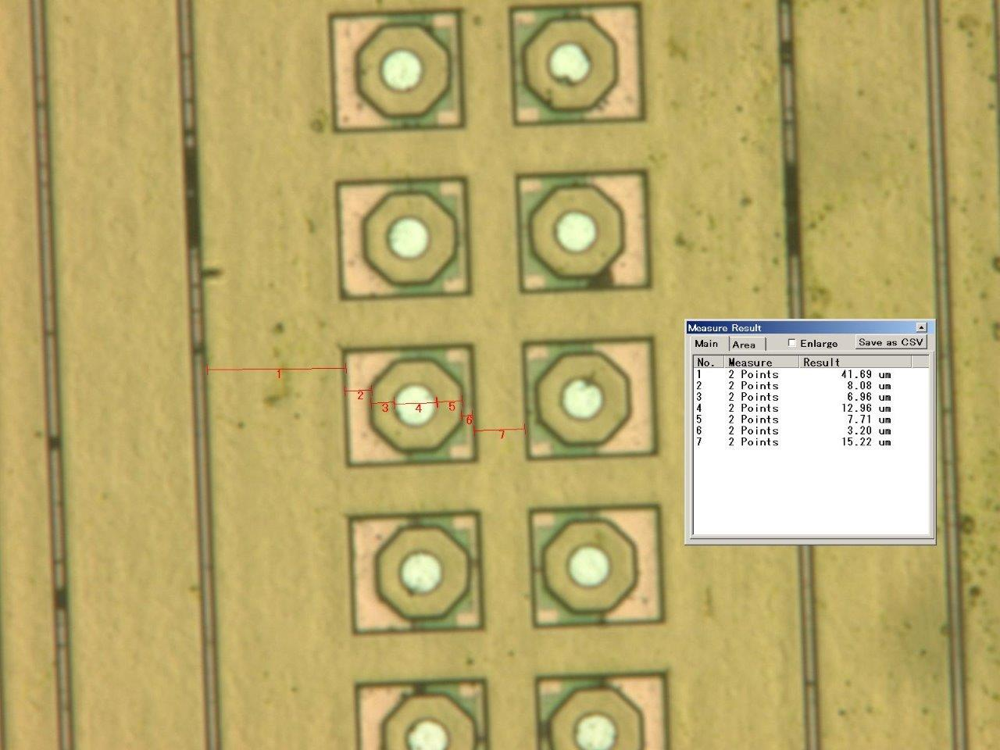 1
2
3
4
5
6
7
Measure Result
Main Area Enlarge Save as CSV
No. Measure Result
1 2 Points 41.69 um
2 2 Points 8.08 um
3 2 Points 6.96 um
4 2 Points 12.96 um
5 2 Points 7.71 um
6 2 Points 3.20 um
7 2 Points 15.22 um